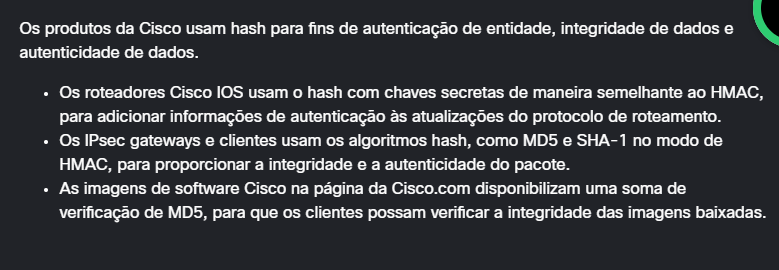 Os produtos da Cisco usam hash para fins de autenticação de entidade, integridade de dados e
autenticidade de dados.
• Os roteadores Cisco IOS usam o hash com chaves secretas de maneira semelhante ao HMAC,
para adicionar informações de autenticação às atualizações do protocolo de roteamento.
• Os IPsec gateways e clientes usam os algoritmos hash, como MD5 e SHA-1 no modo de
HMAC, para proporcionar a integridade e a autenticidade do pacote.
• As imagens de software Cisco na página da Cisco.com disponibilizam uma soma de
verificação de MD5, para que os clientes possam verificar a integridade das imagens baixadas.